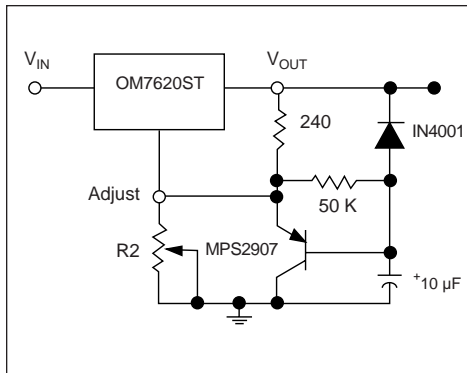 V_IN
OM7620ST
V_OUT
240
IN4001
Adjust
50 K
R2
MPS2907
+10 µF